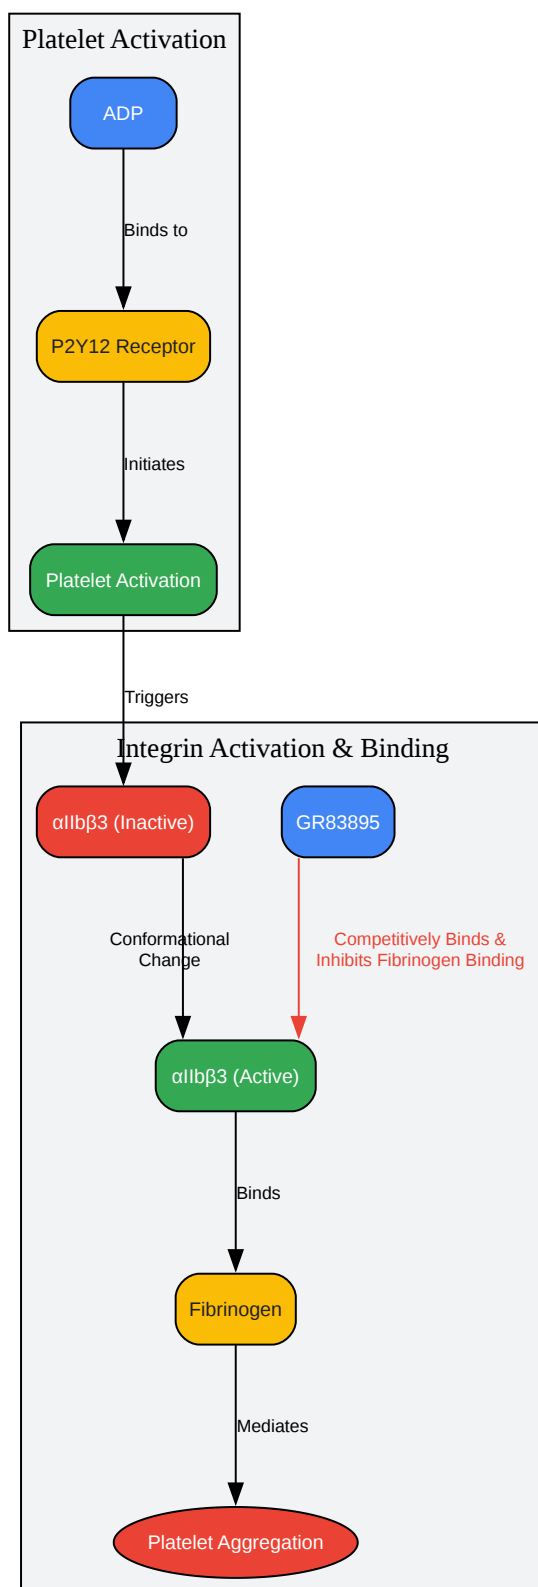 Platelet Activation
ADP
Binds to
P2Y12 Receptor
Initiates
Platelet Activation
Triggers
Integrin Activation & Binding
αIIbβ3 (Inactive)
GR83895
Conformational
Change
Competitively Binds &
Inhibits Fibrinogen Binding
αIIbβ3 (Active)
Binds
Fibrinogen
Mediates
Platelet Aggregation